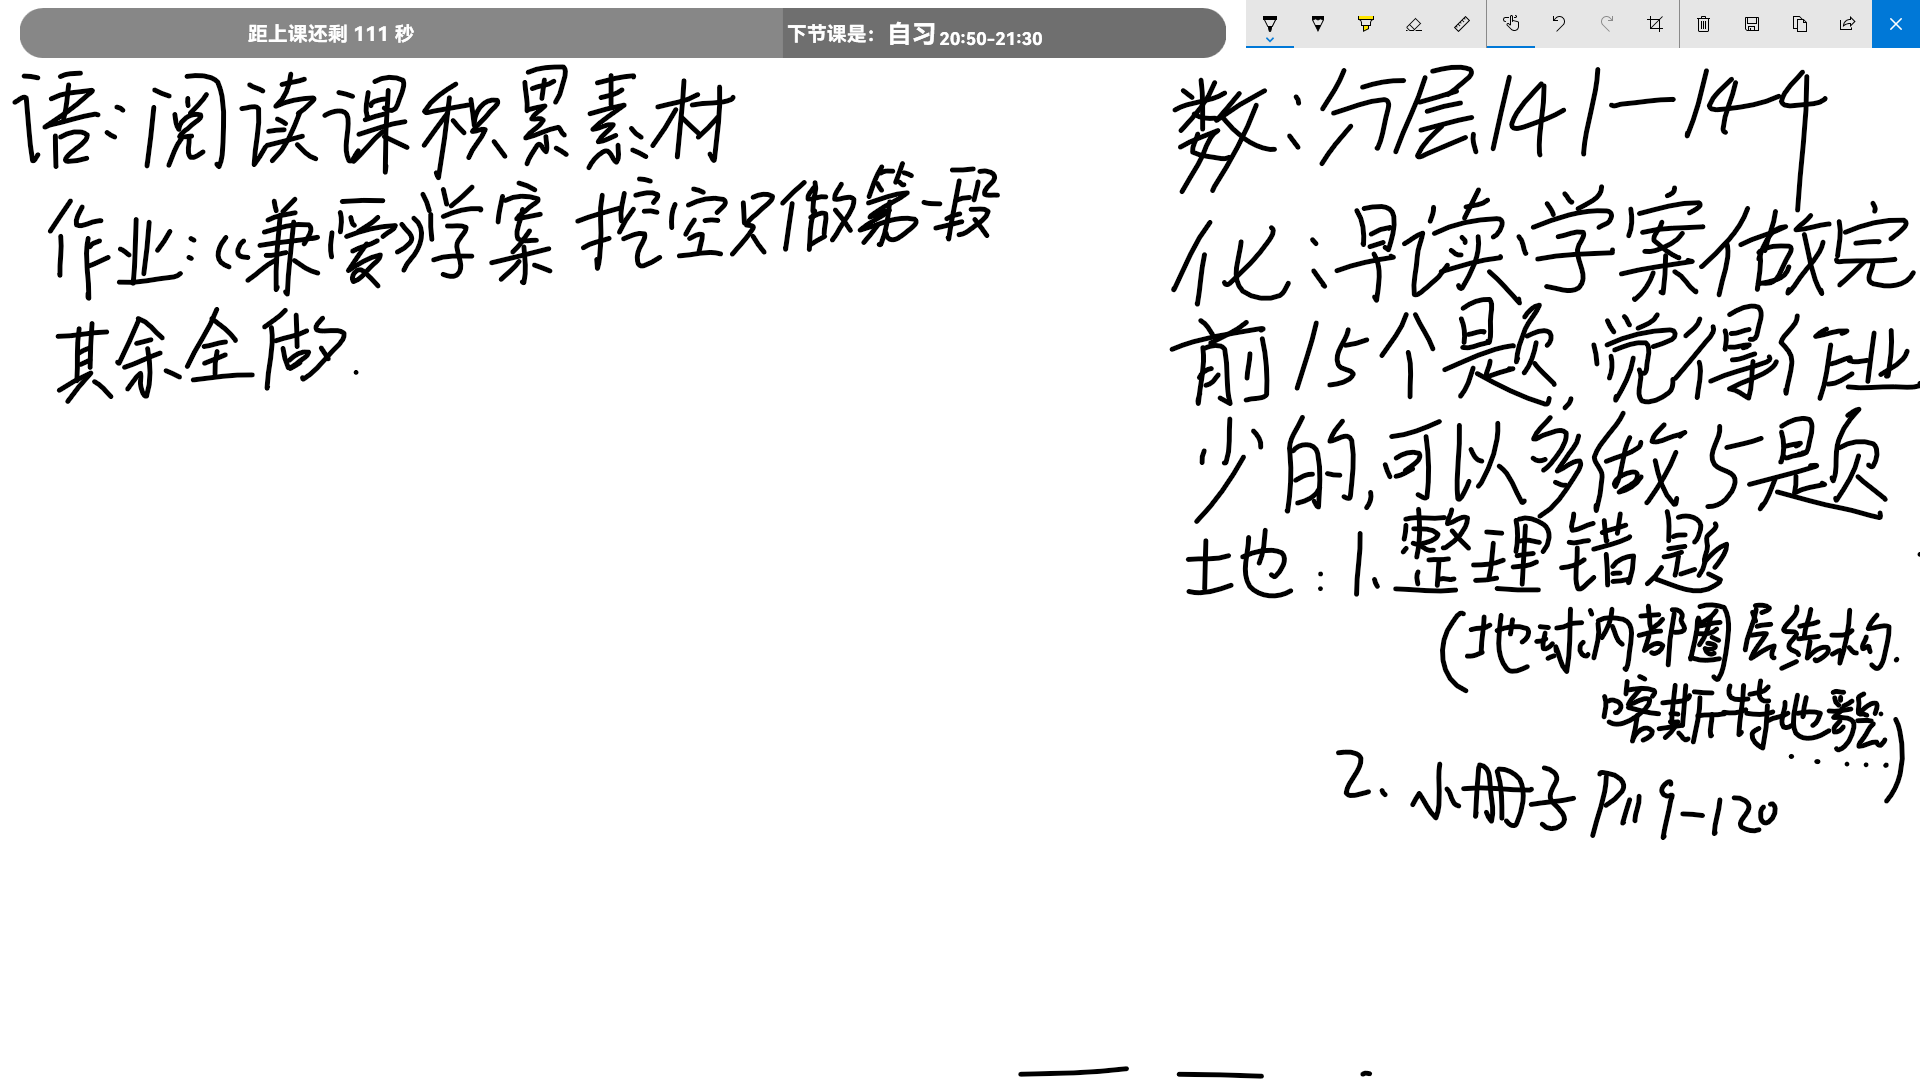 距上课还剩 111 秒
下节课是：自习 20:50-21:30
语：阅读课积累素材
作业：《兼爱》学案 挖空只做第一段
其余全做.
数：分层141—144
化：早读学案做完
前15个题，觉得作业
少的，可以多做5是题
地：1.整理错题
(地球内部圈层结构.
喀斯特地貌......)
2.小册子P119-120